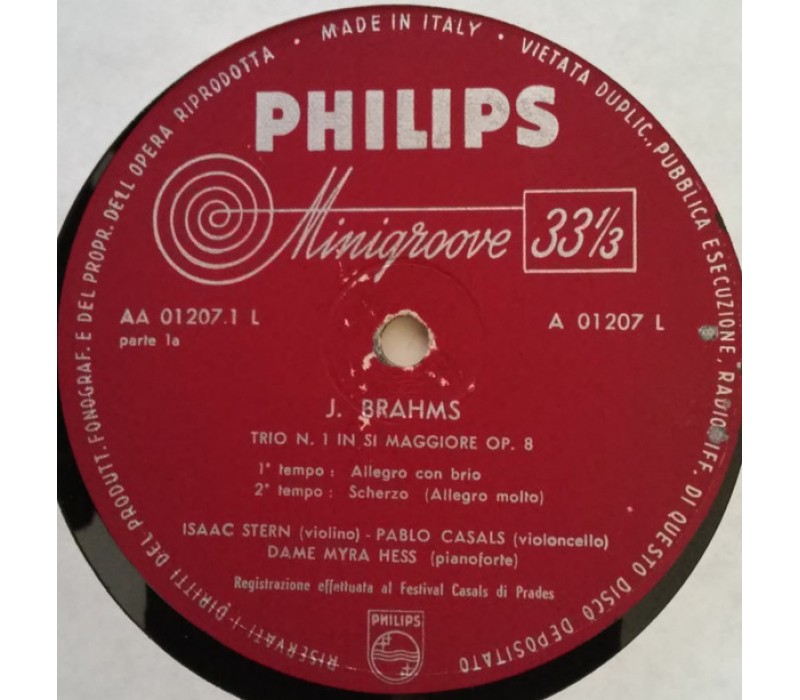 RISERVATI I DIRITTI DEL PRODUTT. FONOGRAF. E DEL PROPR. DELL OPERA RIPRODOTTA • MADE IN ITALY • VIETATA DUPLIC., PUBBLICA ESECUZIONE, RADIODIFF. DI QUESTO DISCO DEPOSITATO
PHILIPS
Minigroove 33⅓
AA 01207.1 L A 01207 L
parte 1a
J. BRAHMS
TRIO N. 1 IN SI MAGGIORE OP. 8
1° tempo : Allegro con brio
2° tempo : Scherzo (Allegro molto)
ISAAC STERN (violino) - PABLO CASALS (violoncello)
DAME MYRA HESS (pianoforte)
Registrazione effettuata al Festival Casals di Prades
PHILIPS